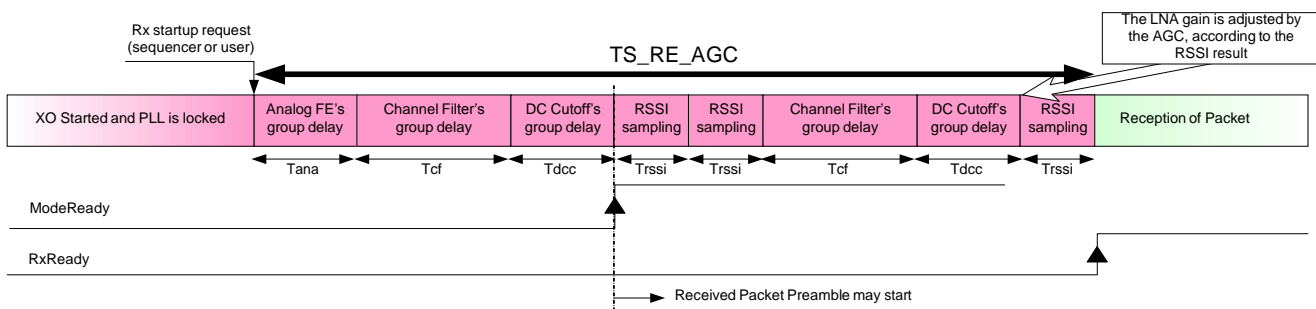 Rx startup request
(sequencer or user)
TS_RE_AGC
The LNA gain is adjusted by
the AGC, according to the
RSSI result
XO Started and PLL is locked
Analog FE's
group delay
Channel Filter's
group delay
DC Cutoff's
group delay
RSSI
sampling
RSSI
sampling
Channel Filter's
group delay
DC Cutoff's
group delay
RSSI
sampling
Reception of Packet
Tana
Tcf
Tdcc
Trssi
Trssi
Tcf
Tdcc
Trssi
ModeReady
RxReady
Received Packet Preamble may start